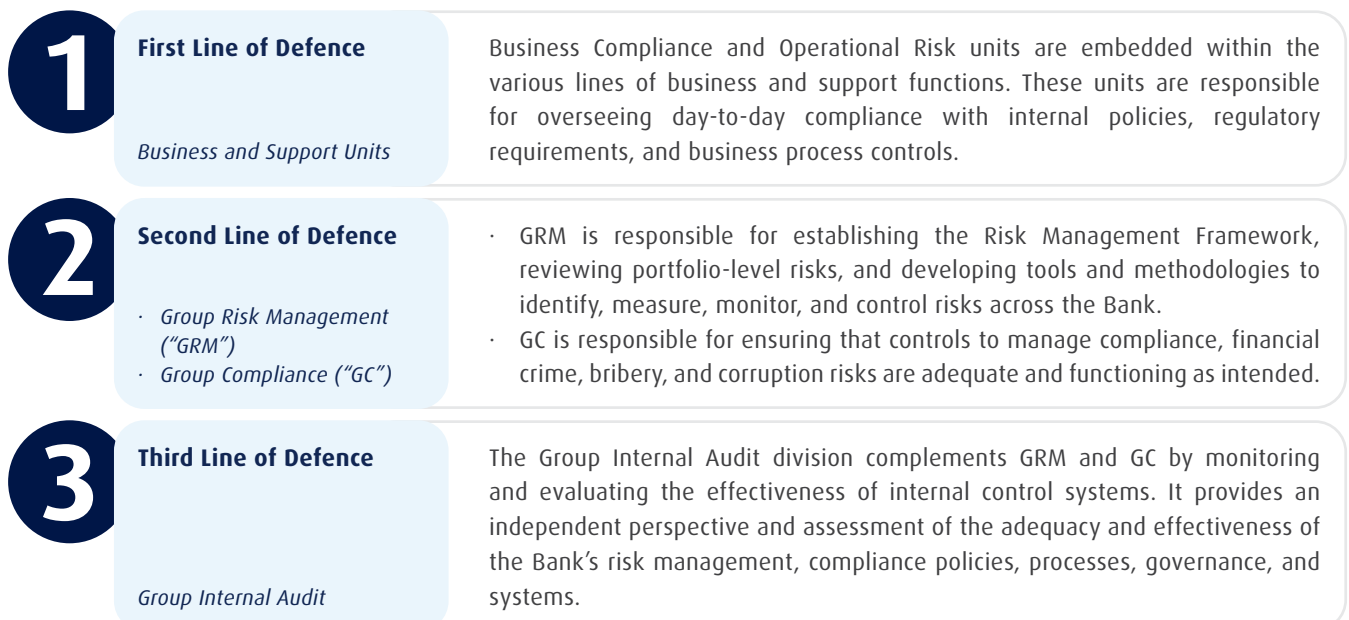 1
First Line of Defence
Business and Support Units
Business Compliance and Operational Risk units are embedded within the
various lines of business and support functions. These units are responsible
for overseeing day-to-day compliance with internal policies, regulatory
requirements, and business process controls.
2
Second Line of Defence
· Group Risk Management
(“GRM”)
· Group Compliance (“GC”)
· GRM is responsible for establishing the Risk Management Framework,
reviewing portfolio-level risks, and developing tools and methodologies to
identify, measure, monitor, and control risks across the Bank.
· GC is responsible for ensuring that controls to manage compliance, financial
crime, bribery, and corruption risks are adequate and functioning as intended.
3
Third Line of Defence
Group Internal Audit
The Group Internal Audit division complements GRM and GC by monitoring
and evaluating the effectiveness of internal control systems. It provides an
independent perspective and assessment of the adequacy and effectiveness of
the Bank’s risk management, compliance policies, processes, governance, and
systems.